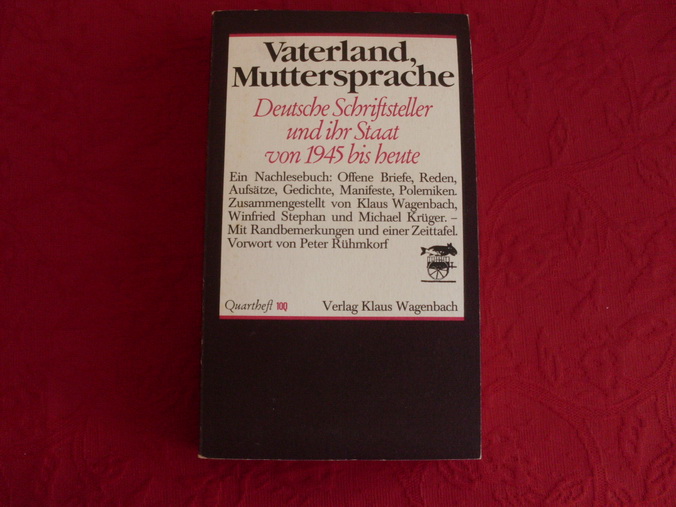 Vaterland,
Muttersprache
Deutsche Schriftsteller
und ihr Staat
von 1945 bis heute
Ein Nachlesebuch: Offene Briefe, Reden,
Aufsätze, Gedichte, Manifeste, Polemiken.
Zusammengestellt von Klaus Wagenbach,
Winfried Stephan und Michael Krüger. –
Mit Randbemerkungen und einer Zeittafel.
Vorwort von Peter Rühmkorf
Quartheft 100 Verlag Klaus Wagenbach